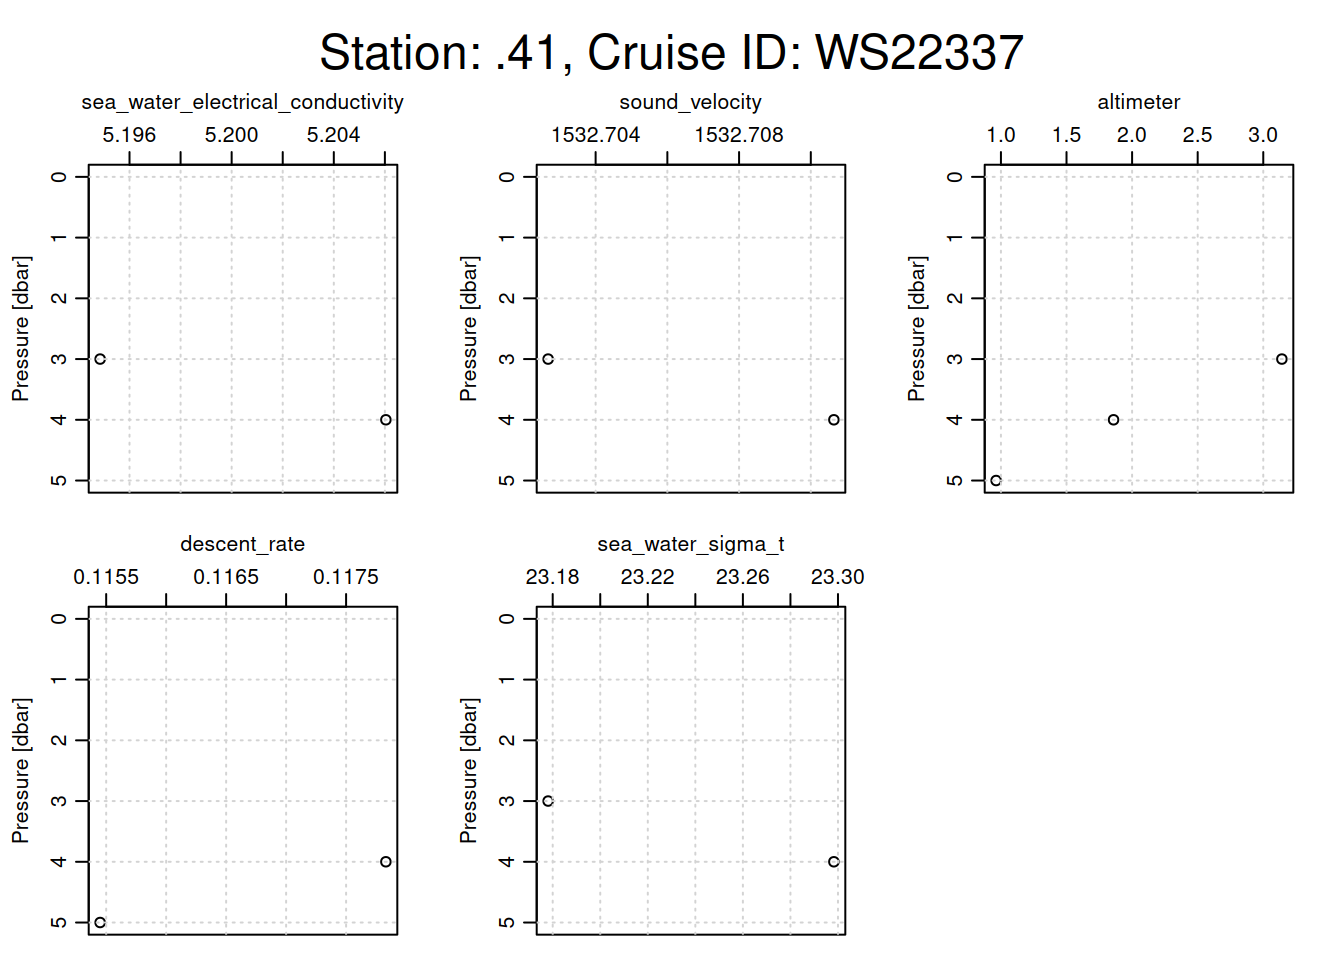 Station: .41, Cruise ID: WS22337
sea_water_electrical_conductivity
5.196 5.200 5.204
Pressure [dbar]
0
1
2
3
4
5
sound_velocity
1532.704 1532.708
Pressure [dbar]
0
1
2
3
4
5
altimeter
1.0 1.5 2.0 2.5 3.0
Pressure [dbar]
0
1
2
3
4
5
descent_rate
0.1155 0.1165 0.1175
Pressure [dbar]
0
1
2
3
4
5
sea_water_sigma_t
23.18 23.22 23.26 23.30
Pressure [dbar]
0
1
2
3
4
5